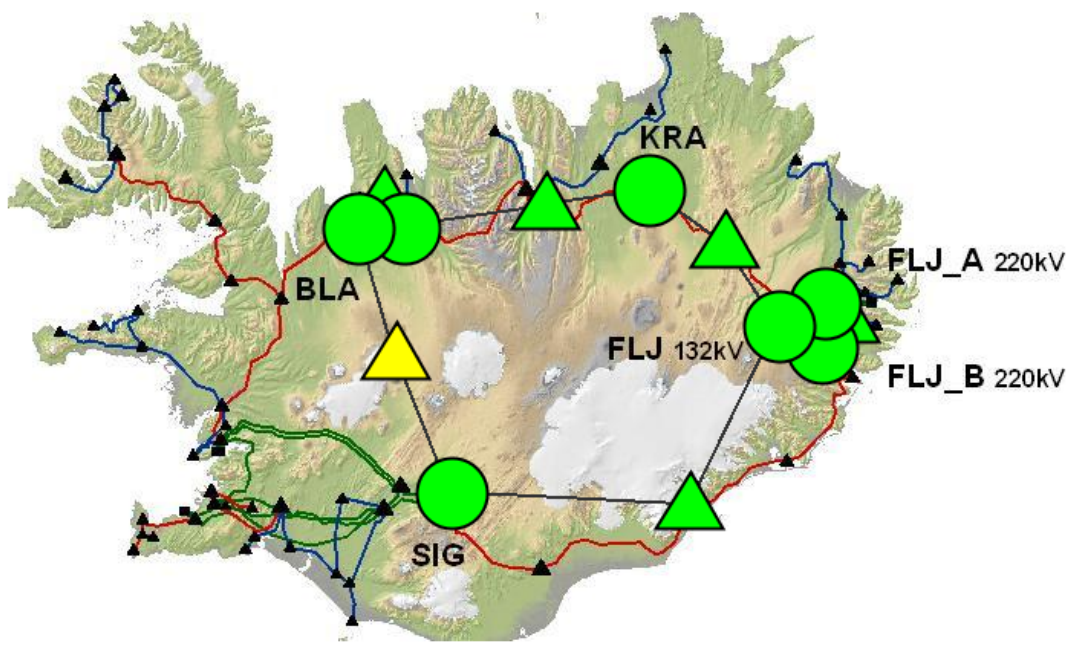 KRA
FLJ_A 220kV
BLA
FLJ 132kV
FLJ_B 220kV
SIG